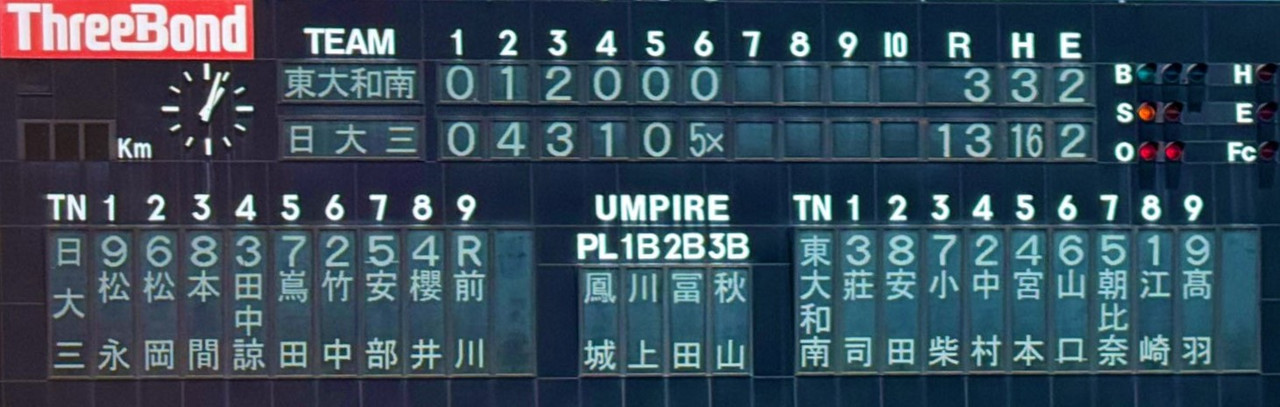 ThreeBond
TEAM 1 2 3 4 5 6 7 8 9 10 R H E
東大和南 0 1 2 0 0 0 3 3 2
日大三 0 4 3 1 0 5× 13 16 2
B H
S E
O Fc
Km
TN 1 2 3 4 5 6 7 8 9
日大三 9松永 6松岡 8本間 3田中諒 7嶌田 2竹中 5安部 4櫻井 R前川
UMPIRE
PL 1B 2B 3B
鳳城 川上 冨田 秋山
TN 1 2 3 4 5 6 7 8 9
東大和南 3莊司 8安田 7小柴 2中村 4宮本 6山口 5朝比奈 1江崎 9髙羽